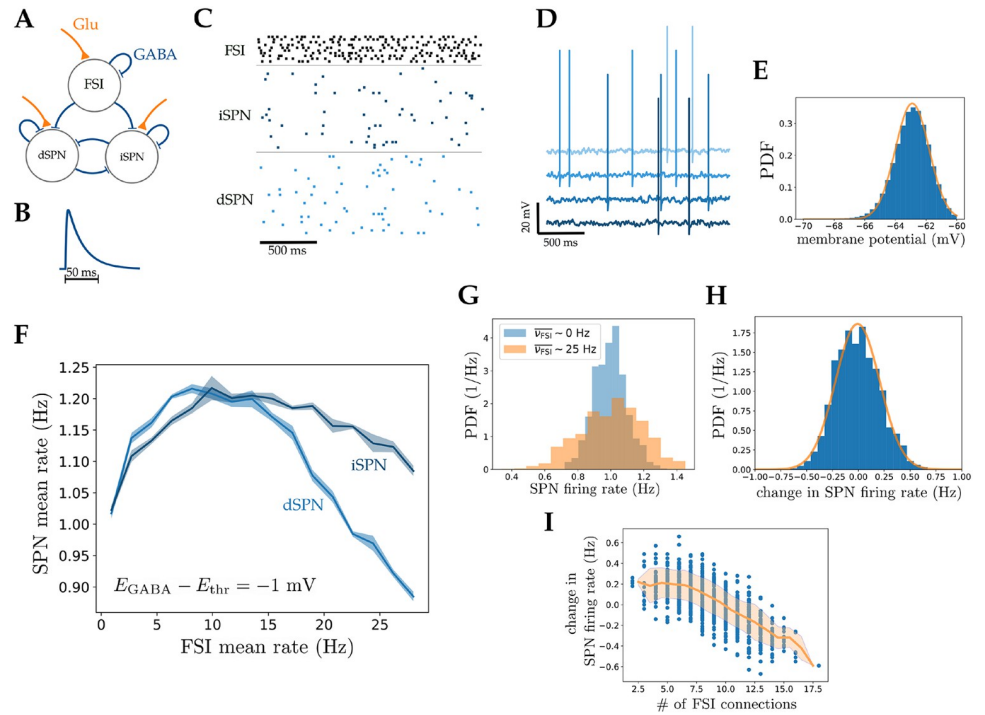 A
Glu
GABA
FSI
dSPN
iSPN
B
50 ms
C
FSI
iSPN
dSPN
500 ms
D
20 mV
500 ms
E
PDF
0.3
0.2
0.1
0.0
−70 −68 −66 −64 −62 −60
membrane potential (mV)
F
SPN mean rate (Hz)
1.25
1.20
1.15
1.10
1.05
1.00
0.95
0.90
iSPN
dSPN
E_GABA − E_thr = −1 mV
0 5 10 15 20 25
FSI mean rate (Hz)
G
PDF (1/Hz)
4
3
2
1
0
ν_FSI ~ 0 Hz
ν_FSI ~ 25 Hz
0.4 0.6 0.8 1.0 1.2 1.4
SPN firing rate (Hz)
H
PDF (1/Hz)
1.75
1.50
1.25
1.00
0.75
0.50
0.25
0.00
−1.00 −0.75 −0.50 −0.25 0.00 0.25 0.50 0.75 1.00
change in SPN firing rate (Hz)
I
change in
SPN firing rate (Hz)
0.6
0.4
0.2
0.0
−0.2
−0.4
−0.6
2.5 5.0 7.5 10.0 12.5 15.0 17.5
# of FSI connections